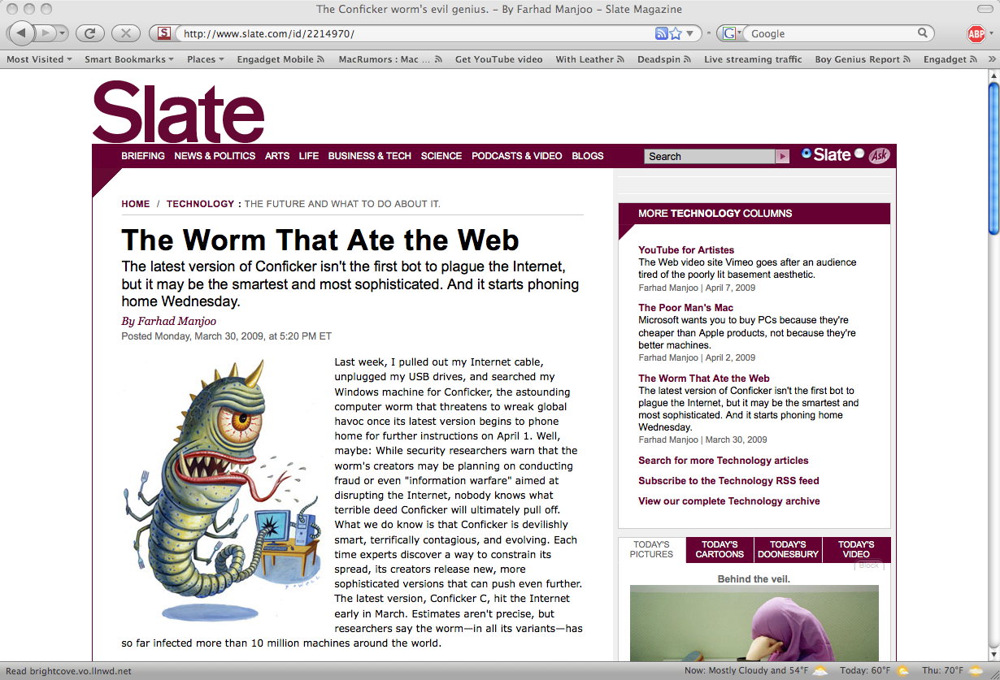 The Conficker worm's evil genius. – By Farhad Manjoo – Slate Magazine
S http://www.slate.com/id/2214970/
G Google
ABP
Most Visited Smart Bookmarks Places Engadget Mobile MacRumors : Mac ... Get YouTube video With Leather Deadspin Live streaming traffic Boy Genius Report Engadget »
Slate
BRIEFING NEWS & POLITICS ARTS LIFE BUSINESS & TECH SCIENCE PODCASTS & VIDEO BLOGS
Search Slate Ask
HOME / TECHNOLOGY : THE FUTURE AND WHAT TO DO ABOUT IT.
The Worm That Ate the Web
The latest version of Conficker isn't the first bot to plague the Internet,
but it may be the smartest and most sophisticated. And it starts phoning
home Wednesday.
By Farhad Manjoo
Posted Monday, March 30, 2009, at 5:20 PM ET
Last week, I pulled out my Internet cable,
unplugged my USB drives, and searched my
Windows machine for Conficker, the astounding
computer worm that threatens to wreak global
havoc once its latest version begins to phone
home for further instructions on April 1. Well,
maybe: While security researchers warn that the
worm's creators may be planning on conducting
fraud or even "information warfare" aimed at
disrupting the Internet, nobody knows what
terrible deed Conficker will ultimately pull off.
What we do know is that Conficker is devilishly
smart, terrifically contagious, and evolving. Each
time experts discover a way to constrain its
spread, its creators release new, more
sophisticated versions that can push even further.
The latest version, Conficker C, hit the Internet
early in March. Estimates aren't precise, but
researchers say the worm—in all its variants—has
so far infected more than 10 million machines around the world.
MORE TECHNOLOGY COLUMNS
YouTube for Artistes
The Web video site Vimeo goes after an audience
tired of the poorly lit basement aesthetic.
Farhad Manjoo | April 7, 2009
The Poor Man's Mac
Microsoft wants you to buy PCs because they're
cheaper than Apple products, not because they're
better machines.
Farhad Manjoo | April 2, 2009
The Worm That Ate the Web
The latest version of Conficker isn't the first bot to
plague the Internet, but it may be the smartest and
most sophisticated. And it starts phoning home
Wednesday.
Farhad Manjoo | March 30, 2009
Search for more Technology articles
Subscribe to the Technology RSS feed
View our complete Technology archive
TODAY'S PICTURES
TODAY'S CARTOONS
TODAY'S DOONESBURY
TODAY'S VIDEO
Block
Behind the veil.
Read brightcove.vo.llnwd.net
Now: Mostly Cloudy and 54°F Today: 60°F Thu: 70°F